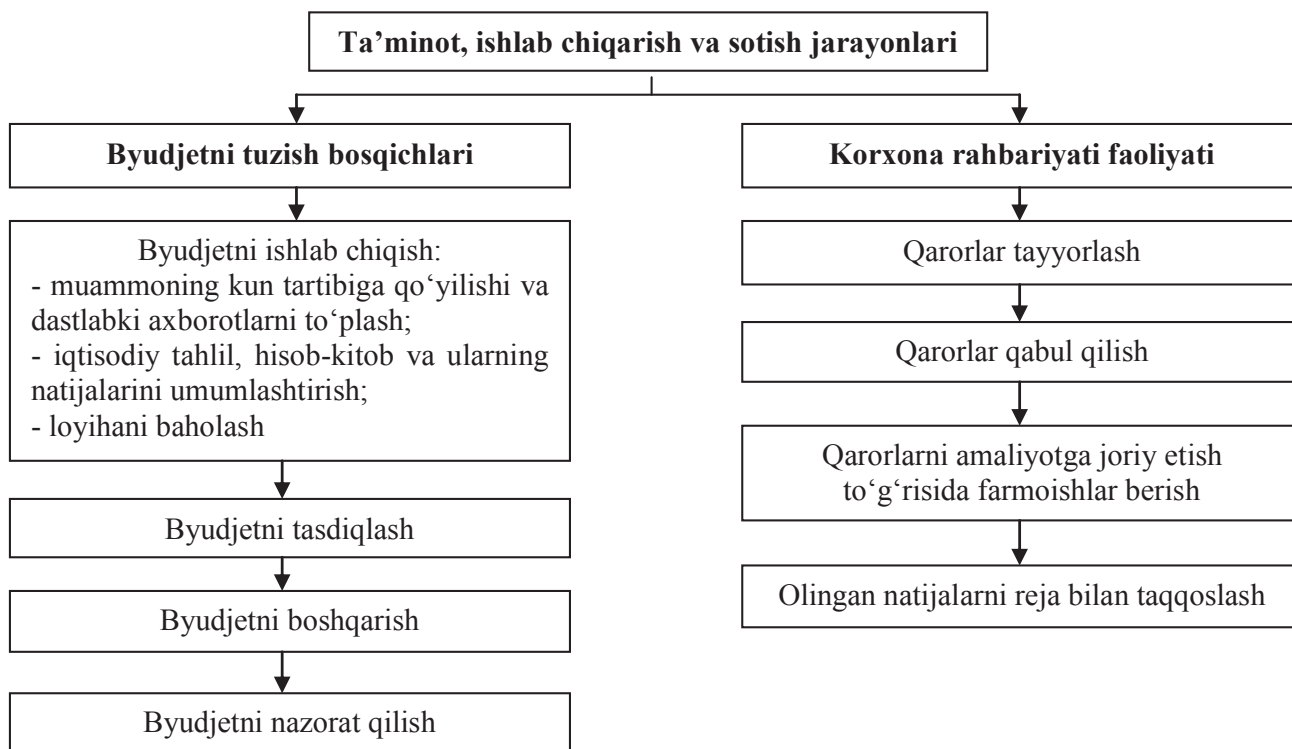 Ta’minot, ishlab chiqarish va sotish jarayonlari
Byudjetni tuzish bosqichlari
Byudjetni ishlab chiqish:
- muammoning kun tartibiga qo‘yilishi va
dastlabki axborotlarni to‘plash;
- iqtisodiy tahlil, hisob-kitob va ularning
natijalarini umumlashtirish;
- loyihani baholash
Byudjetni tasdiqlash
Byudjetni boshqarish
Byudjetni nazorat qilish
Korxona rahbariyati faoliyati
Qarorlar tayyorlash
Qarorlar qabul qilish
Qarorlarni amaliyotga joriy etish
to‘g‘risida farmoishlar berish
Olingan natijalarni reja bilan taqqoslash